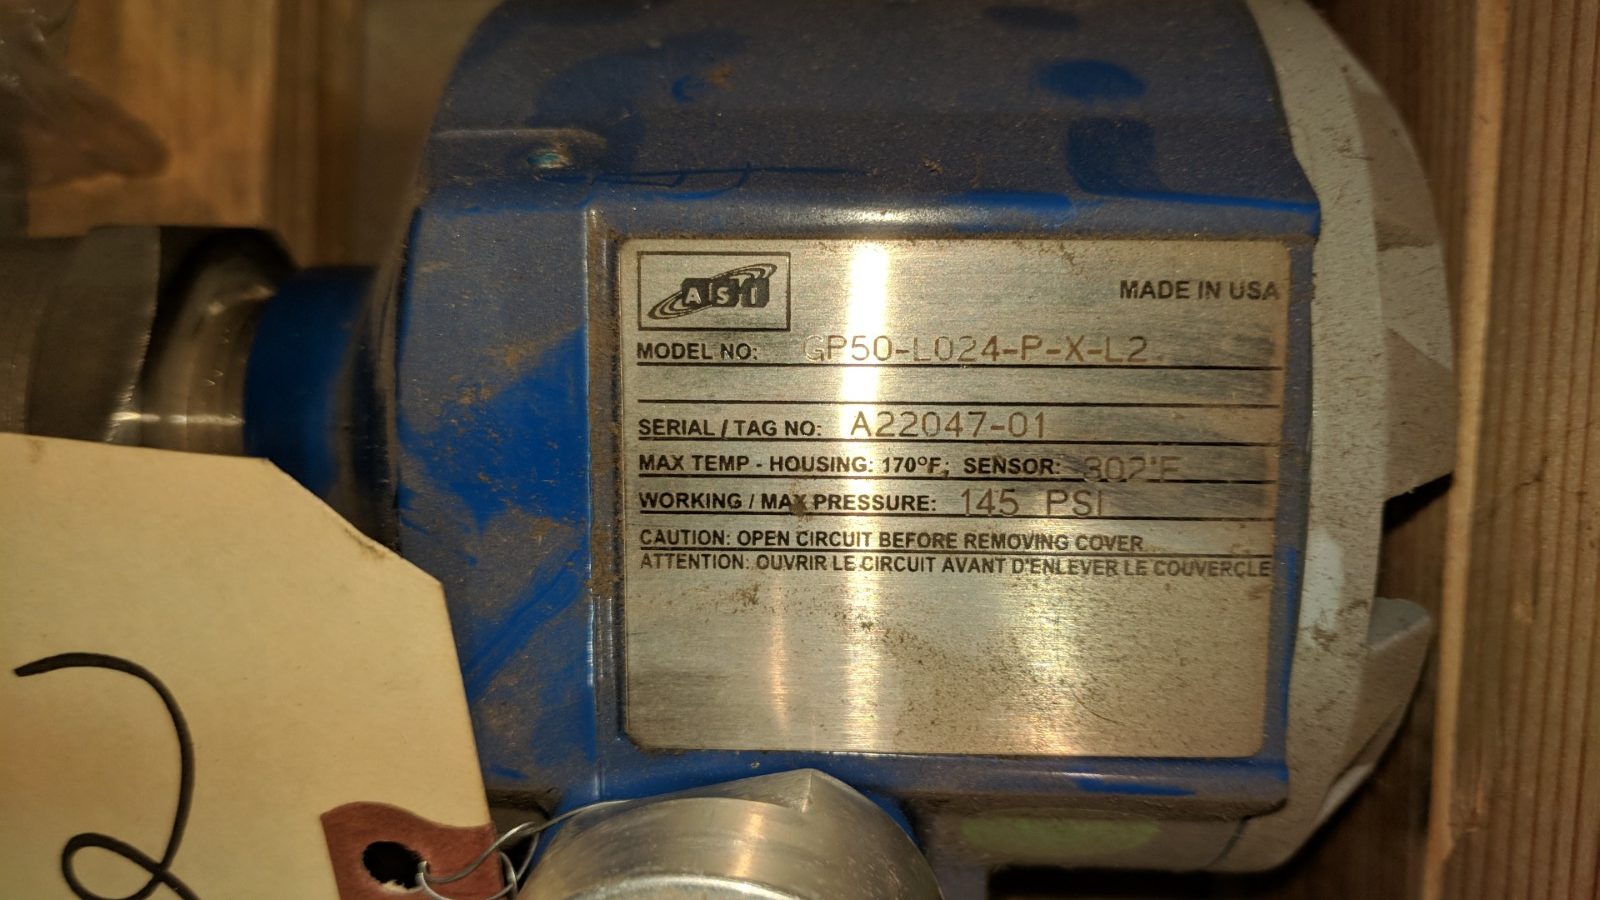 ASI
MADE IN USA
MODEL NO: GP50-L024-P-X-L2
SERIAL / TAG NO: A22047-01
MAX TEMP - HOUSING: 170°F; SENSOR: 302°F
WORKING / MAX PRESSURE: 145 PSI
CAUTION: OPEN CIRCUIT BEFORE REMOVING COVER
ATTENTION: OUVRIR LE CIRCUIT AVANT D'ENLEVER LE COUVERCLE
2